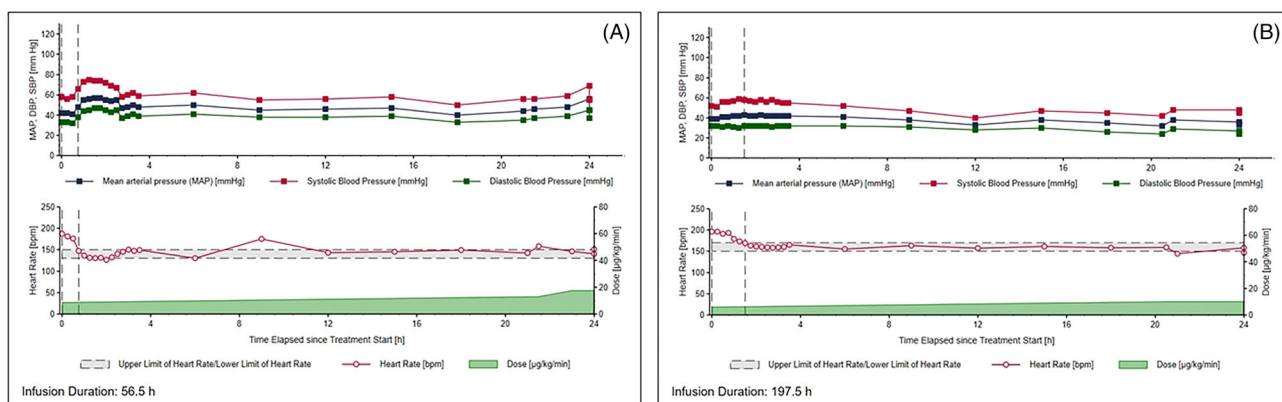 (A)
MAP, DBP, SBP [mm Hg]
120
100
80
60
40
20
0
0 4 8 12 16 20 24
Mean arterial pressure (MAP) [mmHg] Systolic Blood Pressure [mmHg] Diastolic Blood Pressure [mmHg]
Heart Rate [bpm]
250
200
150
100
50
0
80
60
40
20
0
Dose [µg/kg/min]
0 4 8 12 16 20 24
Time Elapsed since Treatment Start [h]
Upper Limit of Heart Rate/Lower Limit of Heart Rate Heart Rate [bpm] Dose [µg/kg/min]
Infusion Duration: 56.5 h
(B)
MAP, DBP, SBP [mm Hg]
120
100
80
60
40
20
0
0 4 8 12 16 20 24
Mean arterial pressure (MAP) [mmHg] Systolic Blood Pressure [mmHg] Diastolic Blood Pressure [mmHg]
Heart Rate [bpm]
250
200
150
100
50
0
80
60
40
20
0
Dose [µg/kg/min]
0 4 8 12 16 20 24
Time Elapsed since Treatment Start [h]
Upper Limit of Heart Rate/Lower Limit of Heart Rate Heart Rate [bpm] Dose [µg/kg/min]
Infusion Duration: 197.5 h